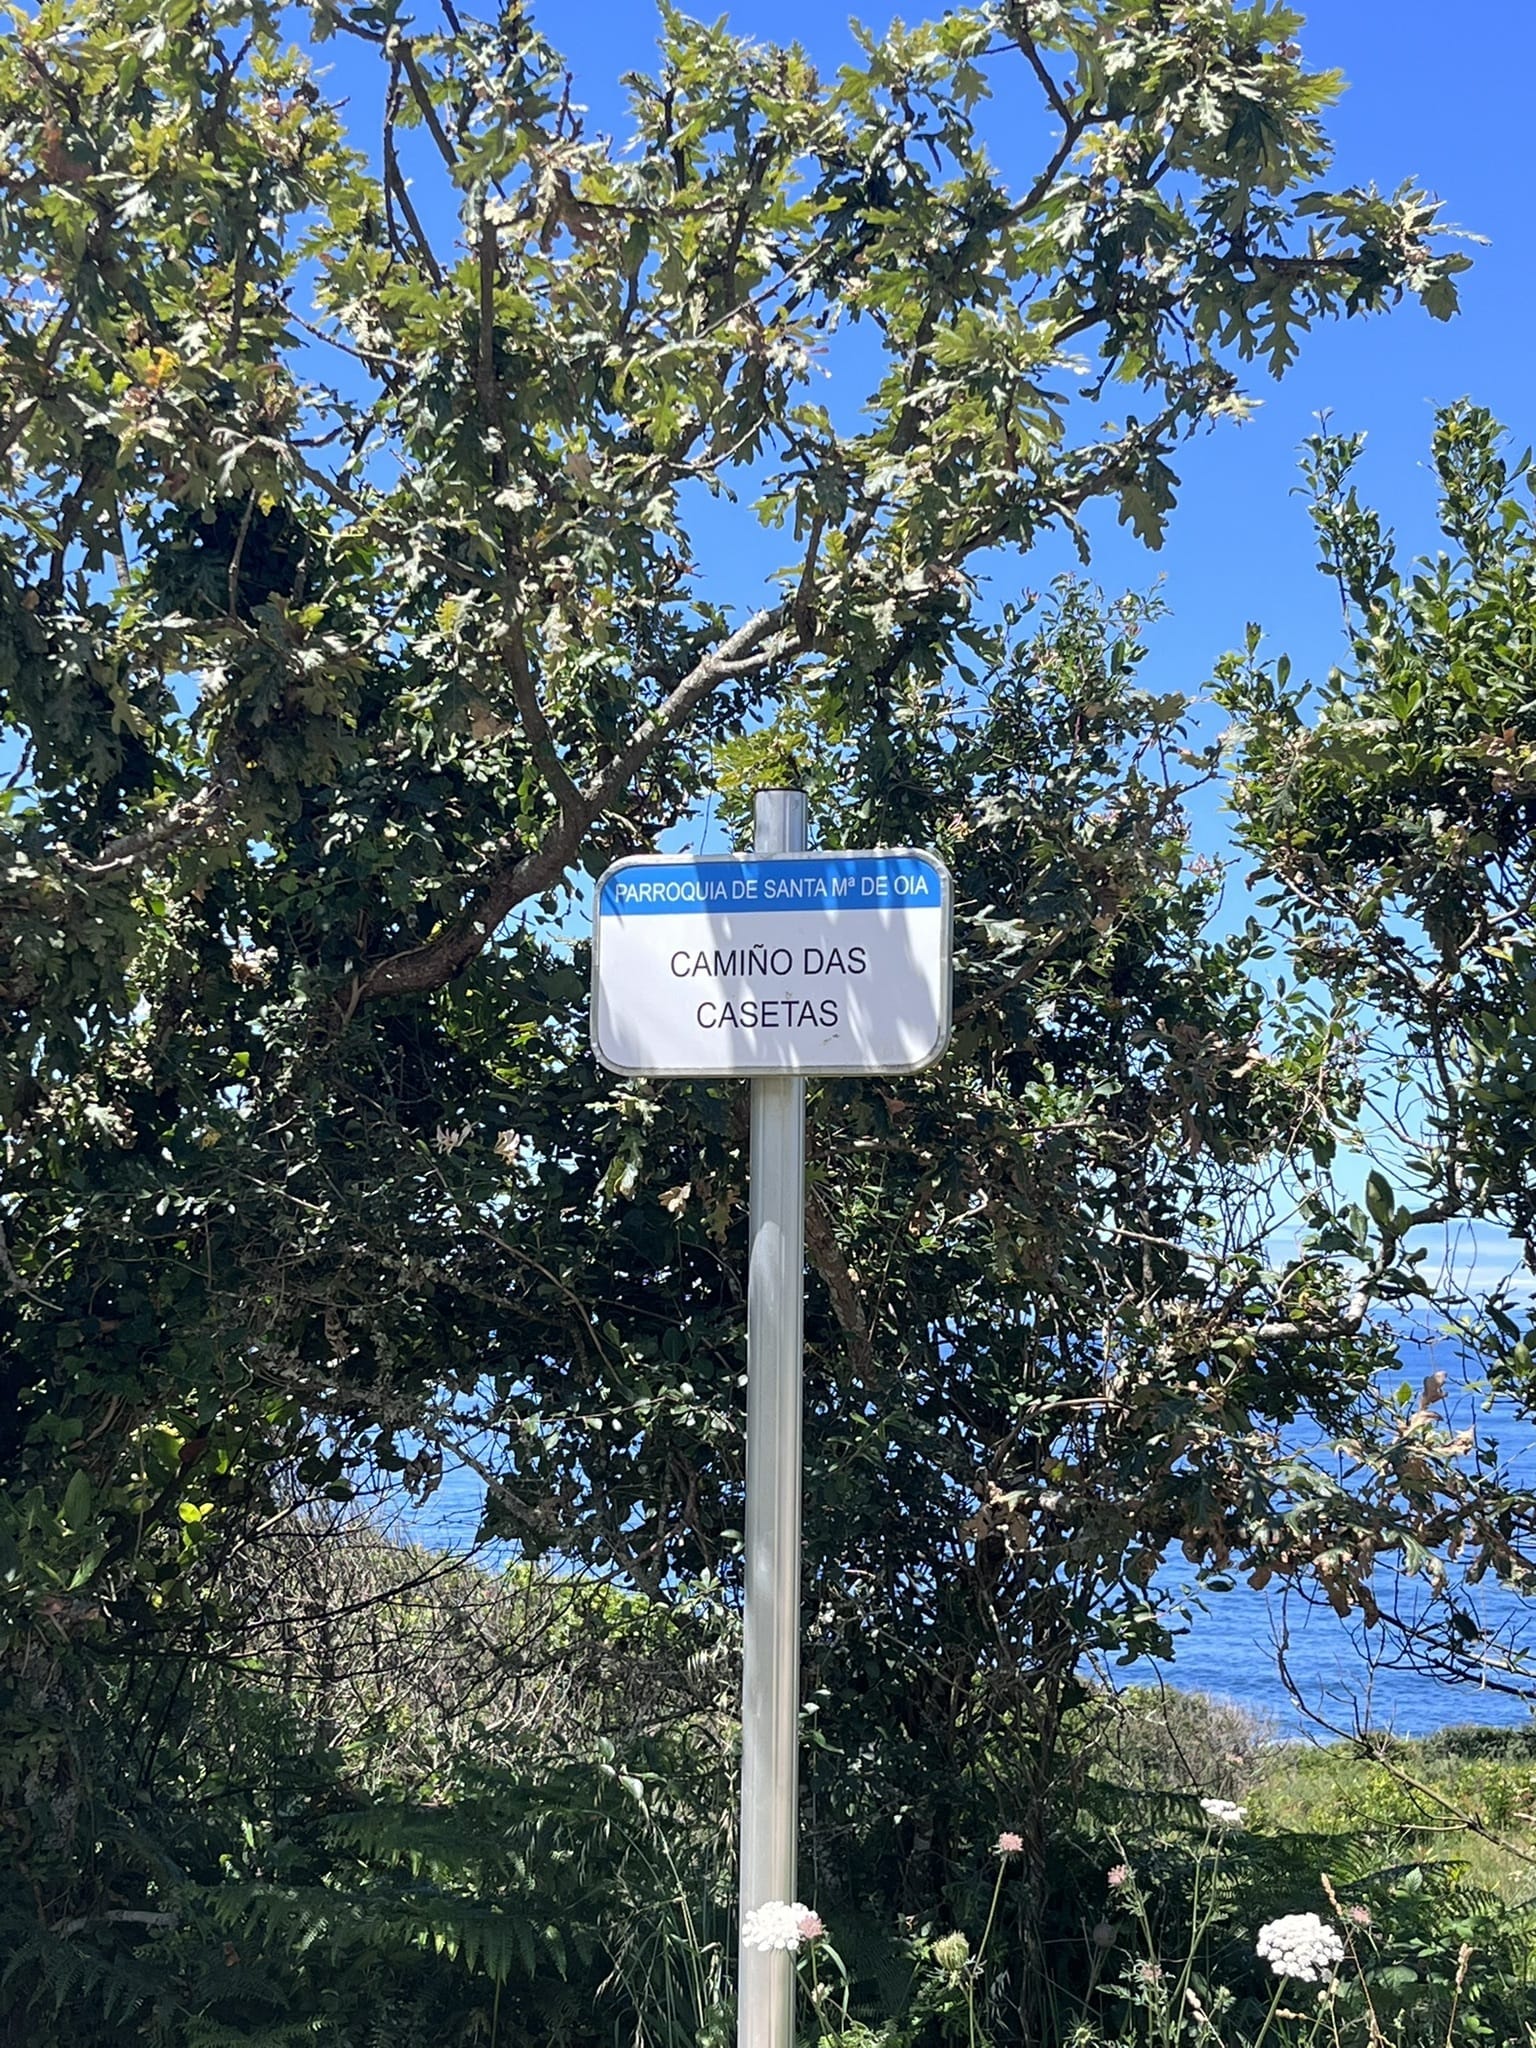 PARROQUIA DE SANTA Mª DE OIA
CAMIÑO DAS
CASETAS